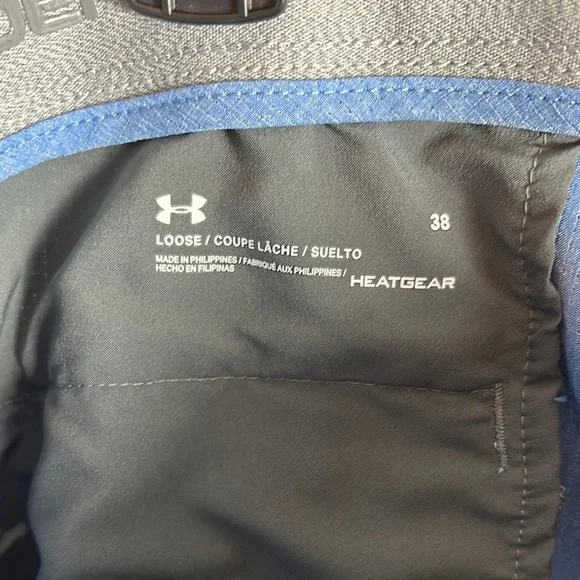 38
LOOSE / COUPE LÂCHE / SUELTO
MADE IN PHILIPPINES / FABRIQUÉ AUX PHILIPPINES /
HECHO EN FILIPINAS
HEATGEAR